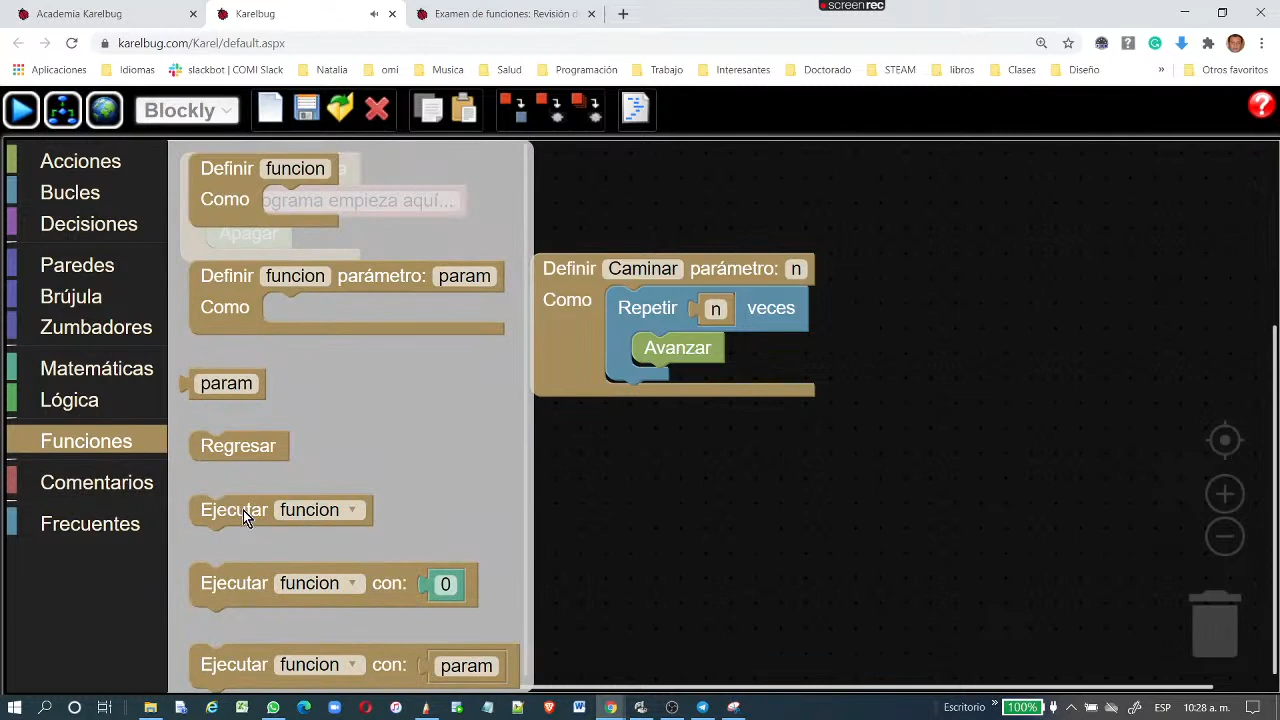 Academia Karelbug
Karelbug
Examen de funciones: Revisión d
screenrec
karelbug.com/Karel/default.aspx
Aplicaciones
Idiomas
slackbot (COMI Slack
Natalia
omi
Musica
Salud
Programación
Trabajo
Interesantes
Doctorado
STEAM
libros
Clases
Diseño
»
Otros favoritos
Blockly
Acciones
Bucles
Decisiones
Paredes
Brújula
Zumbadores
Matemáticas
Lógica
Funciones
Comentarios
Frecuentes
Definir funcion
Como
ograma empieza aquí...
Apagar
Definir funcion parámetro: param
Como
param
Regresar
Ejecutar funcion
Ejecutar funcion con: 0
Ejecutar funcion con: param
Definir Caminar parámetro: n
Como
Repetir n veces
Avanzar
Escritorio
»
100%
ESP
10:28 a. m.